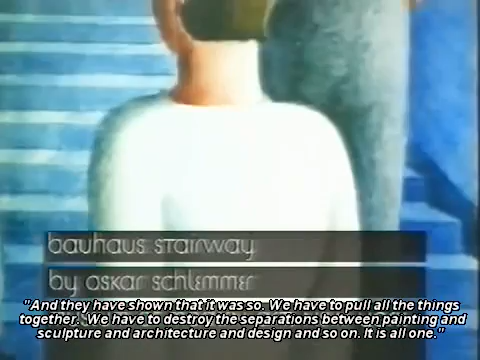 bauhaus stairway
by oskar schlemmer
"And they have shown that it was so. We have to pull all the things
together. We have to destroy the separations between painting and
sculpture and architecture and design and so on. It is all one."